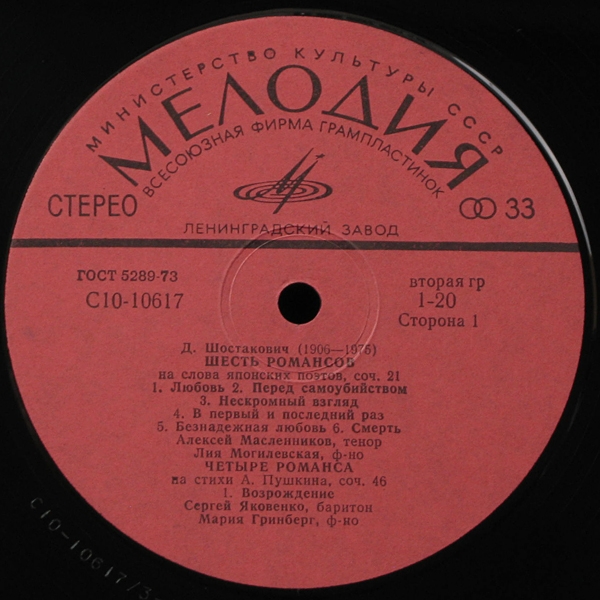 МИНИСТЕРСТВО КУЛЬТУРЫ СССР
МЕЛОДИЯ
ВСЕСОЮЗНАЯ ФИРМА ГРАМПЛАСТИНОК
СТЕРЕО
33
ЛЕНИНГРАДСКИЙ ЗАВОД
ГОСТ 5289-73
С10-10617
вторая гр
1-20
Сторона 1
Д. Шостакович (1906—1975)
ШЕСТЬ РОМАНСОВ
на слова японских поэтов, соч. 21
1. Любовь 2. Перед самоубийством
3. Нескромный взгляд
4. В первый и последний раз
5. Безнадежная любовь 6. Смерть
Алексей Масленников, тенор
Лия Могилевская, ф-но
ЧЕТЫРЕ РОМАНСА
на стихи А. Пушкина, соч. 46
1. Возрождение
Сергей Яковенко, баритон
Мария Гринберг, ф-но
С10-10617/3